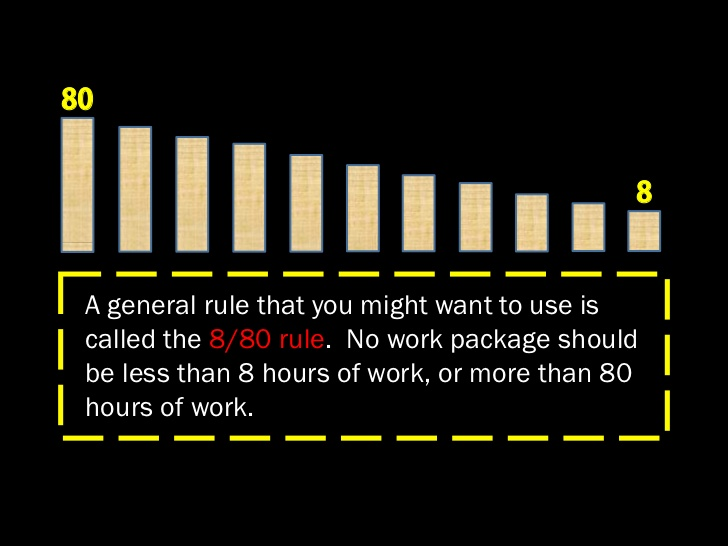 80
8
A general rule that you might want to use is
called the 8/80 rule.  No work package should
be less than 8 hours of work, or more than 80
hours of work.